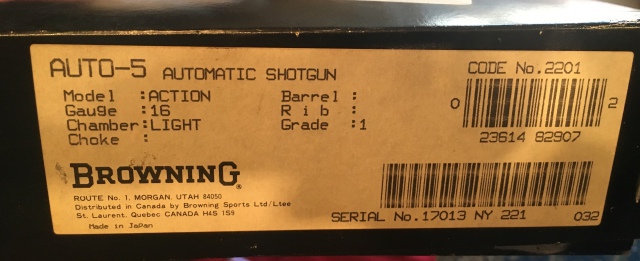 AUTO-5 AUTOMATIC SHOTGUN
CODE No.2201
Model :ACTION
Barrel :
Gauge :16
Rib :
Chamber:LIGHT
Grade :1
Choke :
0 23614 82907 2
BROWNING®
ROUTE No. 1, MORGAN, UTAH 84050
Distributed in Canada by Browning Sports Ltd/Ltee
St. Laurent, Quebec CANADA H4S 1S9
Made in Japan
SERIAL No.17013 NY 221
032